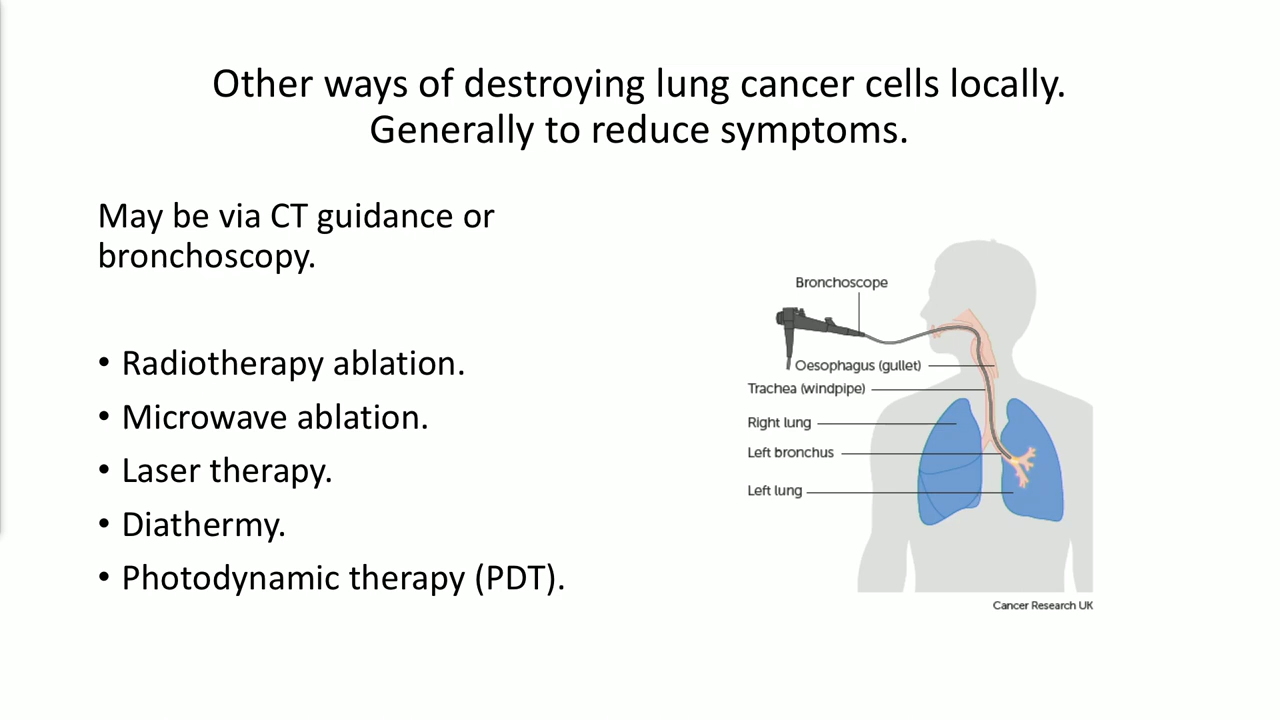 Other ways of destroying lung cancer cells locally.
Generally to reduce symptoms.
May be via CT guidance or
bronchoscopy.
• Radiotherapy ablation.
• Microwave ablation.
• Laser therapy.
• Diathermy.
• Photodynamic therapy (PDT).
Bronchoscope
Oesophagus (gullet)
Trachea (windpipe)
Right lung
Left bronchus
Left lung
Cancer Research UK